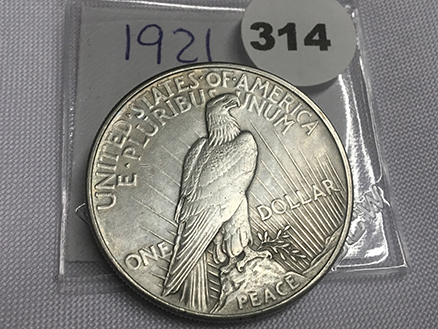 1921
314
UNITED·STATES·OF·AMERICA
E·PLURIBUS UNUM
ONE DOLLAR
PEACE